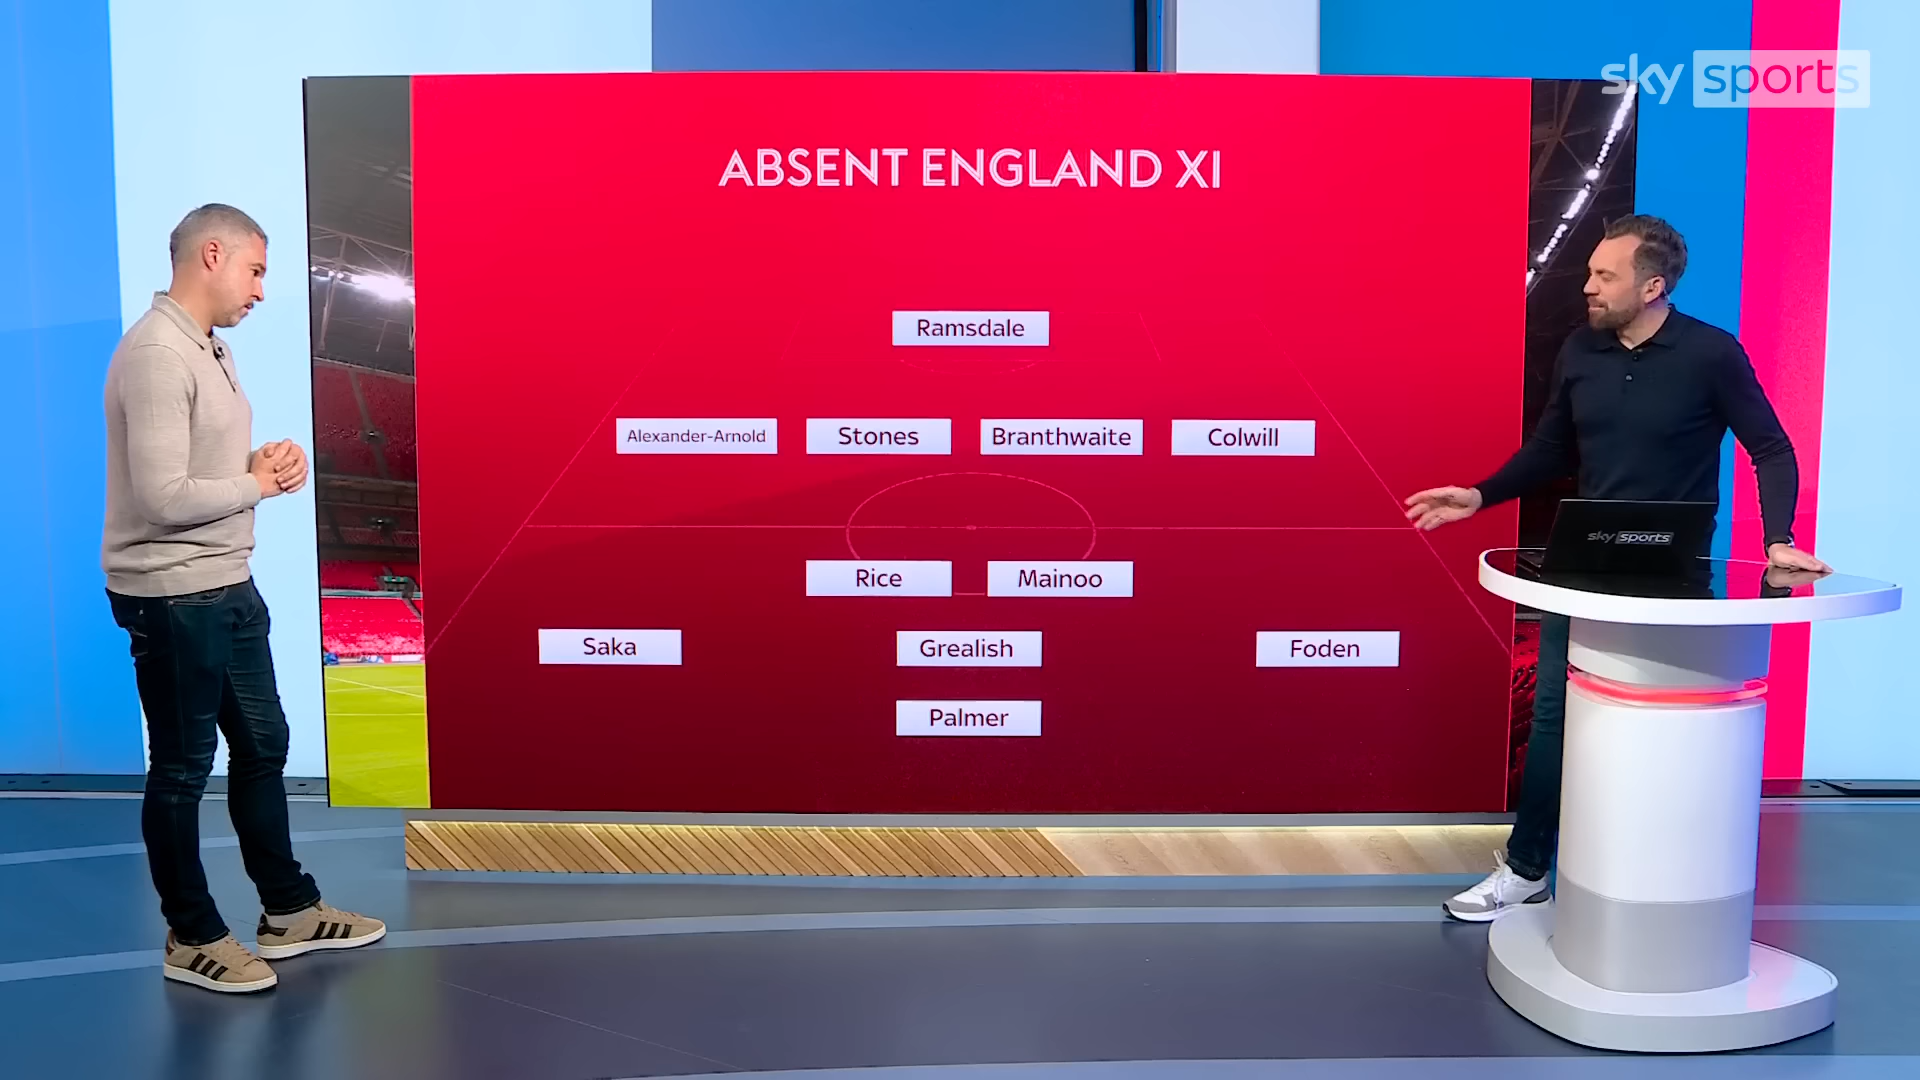 sky sports
ABSENT ENGLAND XI
Ramsdale
Alexander-Arnold Stones Branthwaite Colwill
sky sports
Rice Mainoo
Saka Grealish Foden
Palmer